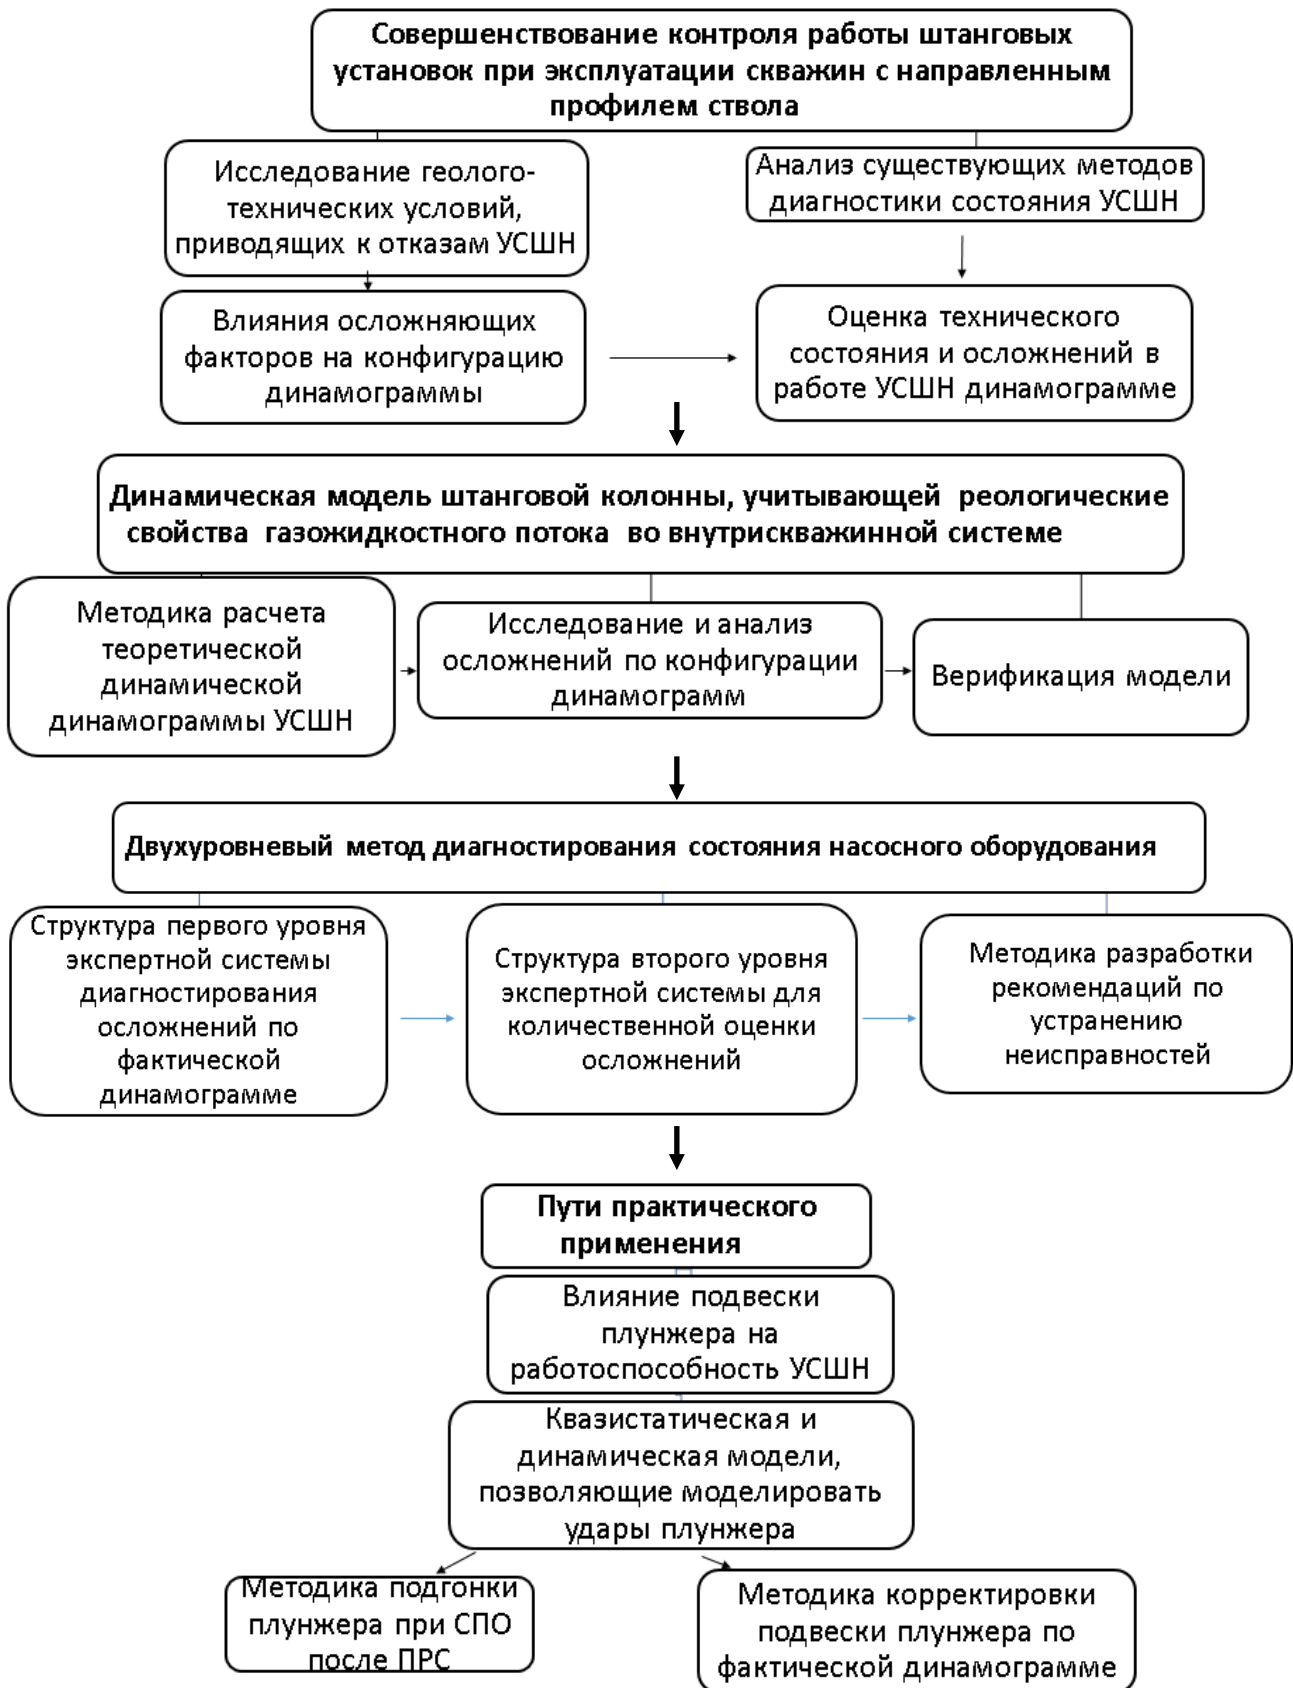 Совершенствование контроля работы штанговых
установок при эксплуатации скважин с направленным
профилем ствола
Исследование геолого-
технических условий,
приводящих к отказам УСШН
Анализ существующих методов
диагностики состояния УСШН
Влияния осложняющих
факторов на конфигурацию
динамограммы
Оценка технического
состояния и осложнений в
работе УСШН динамограмме
Динамическая модель штанговой колонны, учитывающей реологические
свойства газожидкостного потока во внутрискважинной системе
Методика расчета
теоретической
динамической
динамограммы УСШН
Исследование и анализ
осложнений по конфигурации
динамограмм
Верификация модели
Двухуровневый метод диагностирования состояния насосного оборудования
Структура первого уровня
экспертной системы
диагностирования
осложнений по
фактической
динамограмме
Структура второго уровня
экспертной системы для
количественной оценки
осложнений
Методика разработки
рекомендаций по
устранению
неисправностей
Пути практического
применения
Влияние подвески
плунжера на
работоспособность УСШН
Квазистатическая и
динамическая модели,
позволяющие моделировать
удары плунжера
Методика подгонки
плунжера при СПО
после ПРС
Методика корректировки
подвески плунжера по
фактической динамограмме